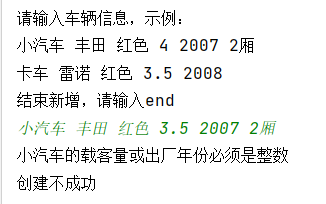 请输入车辆信息，示例：
小汽车 丰田 红色 4 2007 2厢
卡车 雷诺 红色 3.5 2008
结束新增，请输入end
小汽车 丰田 红色 3.5 2007 2厢
小汽车的载客量或出厂年份必须是整数
创建不成功